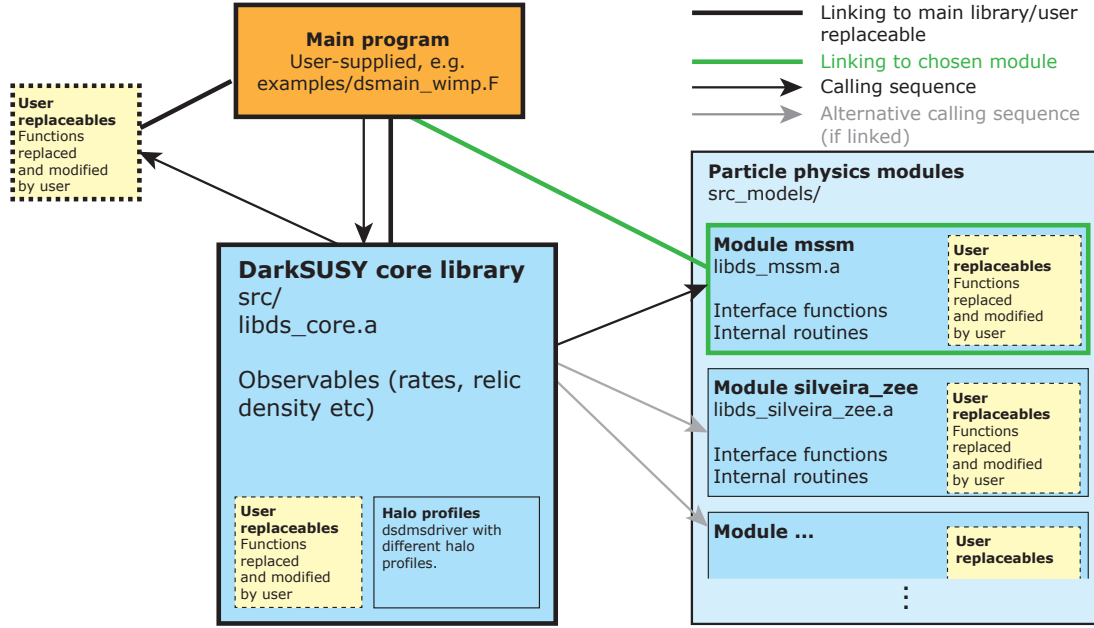 Main program
User-supplied, e.g.
examples/dsmain_wimp.F
Linking to main library/user
replaceable
Linking to chosen module
Calling sequence
Alternative calling sequence
(if linked)
User
replaceables
Functions
replaced
and modified
by user
DarkSUSY core library
src/
libds_core.a
Observables (rates, relic
density etc)
User
replaceables
Functions
replaced
and modified
by user
Halo profiles
dsdmsdriver with
different halo
profiles.
Particle physics modules
src_models/
Module mssm
libds_mssm.a
Interface functions
Internal routines
User
replaceables
Functions
replaced
and modified
by user
Module silveira_zee
libds_silveira_zee.a
Interface functions
Internal routines
User
replaceables
Functions
replaced
and modified
by user
Module ...
User
replaceables
⋮